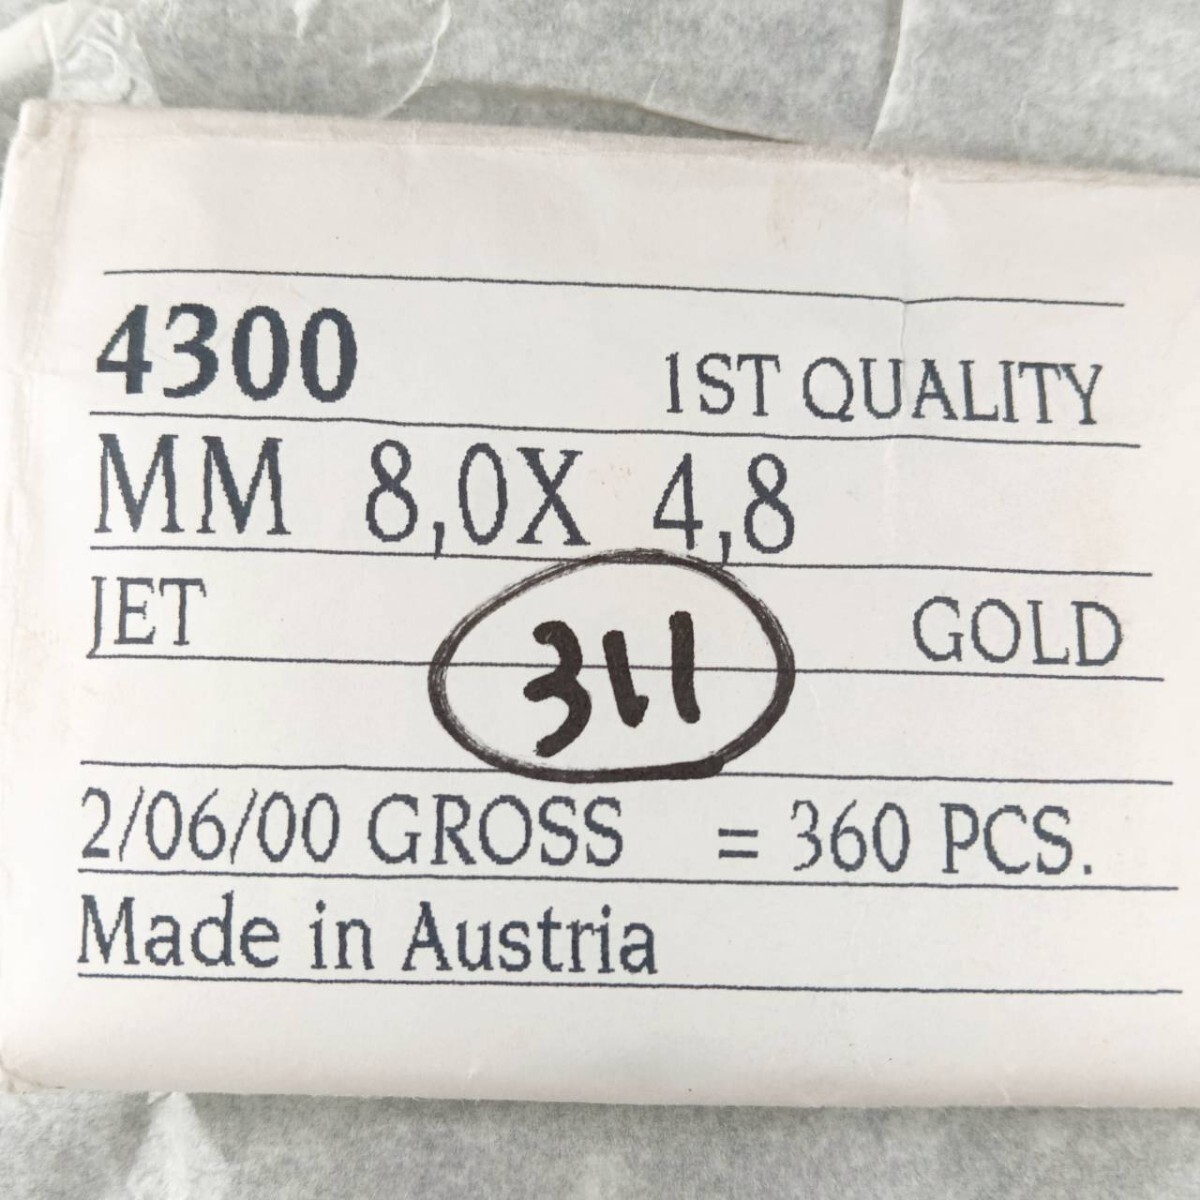 4300 1ST QUALITY
MM 8,0X 4,8
JET GOLD
311
2/06/00 GROSS = 360 PCS.
Made in Austria